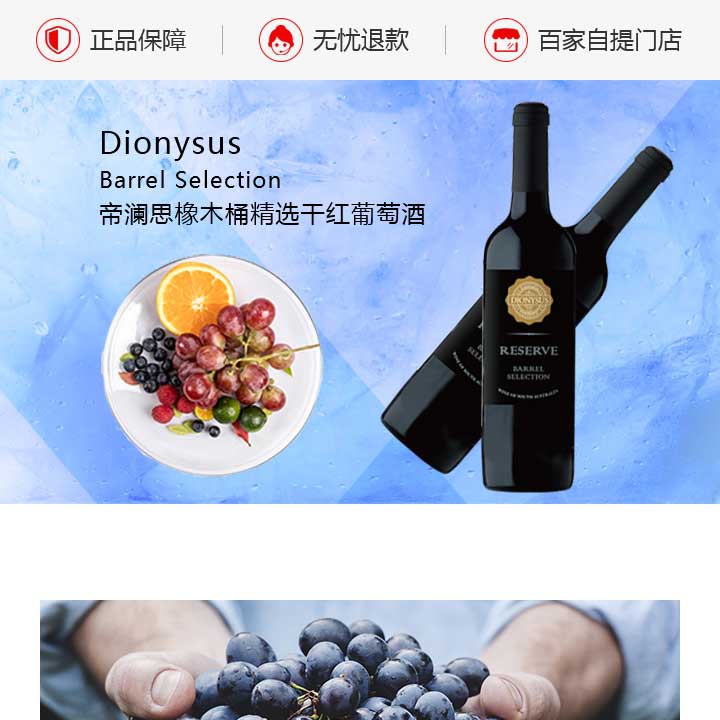 正品保障
无忧退款
百家自提门店
Dionysus
Barrel Selection
帝澜思橡木桶精选干红葡萄酒
DIONYSUS
RESERVE
BARREL
SELECTION
WINE OF SOUTH AUSTRALIA